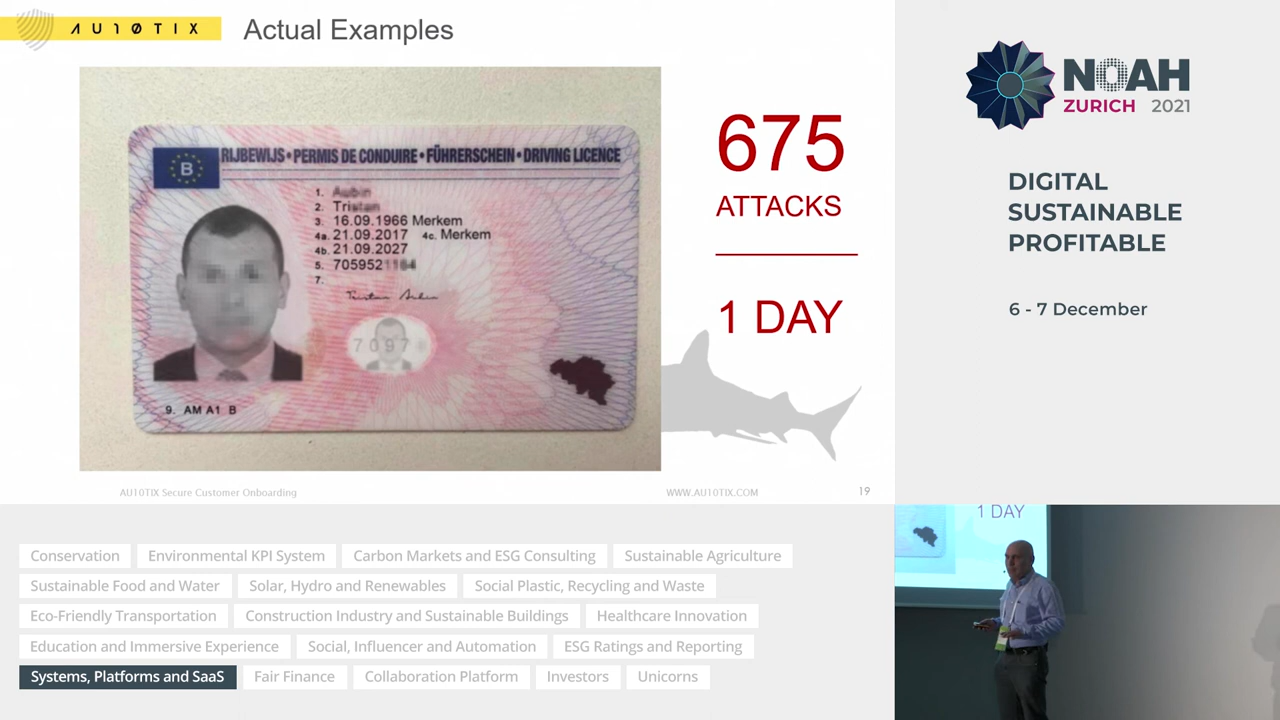 AU10TIX
Actual Examples
B
RIJBEWIJS • PERMIS DE CONDUIRE • FÜHRERSCHEIN • DRIVING LICENCE
1.
2. Tristan
3. 16.09.1966 Merkem
4a. 21.09.2017 4c. Merkem
4b. 21.09.2027
5. 7059521164
7.
7097
9. AM A1 B
675
ATTACKS
1 DAY
AU10TIX Secure Customer Onboarding
WWW.AU10TIX.COM
19
NOAH
ZURICH 2021
DIGITAL
SUSTAINABLE
PROFITABLE
6 - 7 December
Conservation
Environmental KPI System
Carbon Markets and ESG Consulting
Sustainable Agriculture
Sustainable Food and Water
Solar, Hydro and Renewables
Social Plastic, Recycling and Waste
Eco-Friendly Transportation
Construction Industry and Sustainable Buildings
Healthcare Innovation
Education and Immersive Experience
Social, Influencer and Automation
ESG Ratings and Reporting
Systems, Platforms and SaaS
Fair Finance
Collaboration Platform
Investors
Unicorns
1 DAY